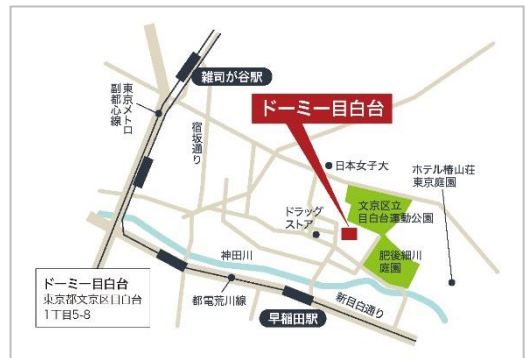 雑司が谷駅
東京メトロ
副都心線
宿坂通り
ドーミー目白台
日本女子大
ホテル椿山荘
東京庭園
文京区立
目白台運動公園
ドラッグ
ストア
肥後細川
庭園
神田川
ドーミー目白台
東京都文京区目白台
1丁目5-8
都電荒川線
新目白通り
早稲田駅